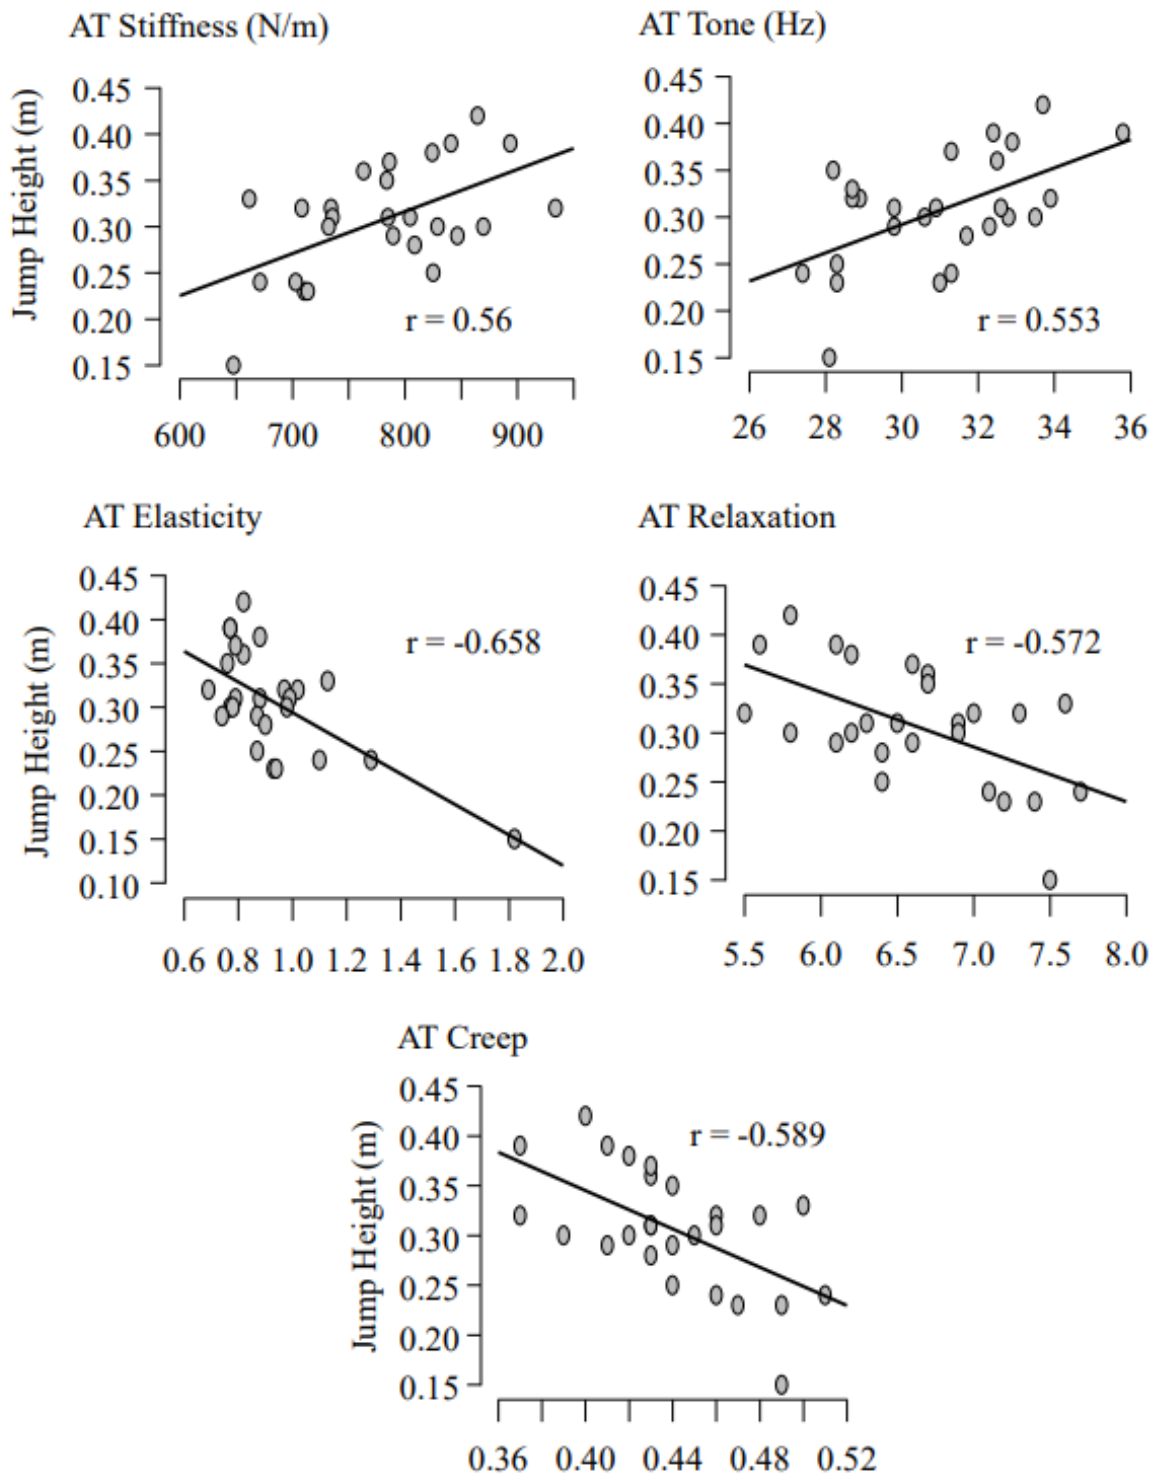 AT Stiffness (N/m)
Jump Height (m)
0.45
0.40
0.35
0.30
0.25
0.20
0.15
r = 0.56
600 700 800 900
AT Tone (Hz)
0.45
0.40
0.35
0.30
0.25
0.20
0.15
r = 0.553
26 28 30 32 34 36
AT Elasticity
Jump Height (m)
0.45
0.40
0.35
0.30
0.25
0.20
0.15
0.10
r = -0.658
0.6 0.8 1.0 1.2 1.4 1.6 1.8 2.0
AT Relaxation
0.45
0.40
0.35
0.30
0.25
0.20
0.15
r = -0.572
5.5 6.0 6.5 7.0 7.5 8.0
AT Creep
Jump Height (m)
0.45
0.40
0.35
0.30
0.25
0.20
0.15
r = -0.589
0.36 0.40 0.44 0.48 0.52